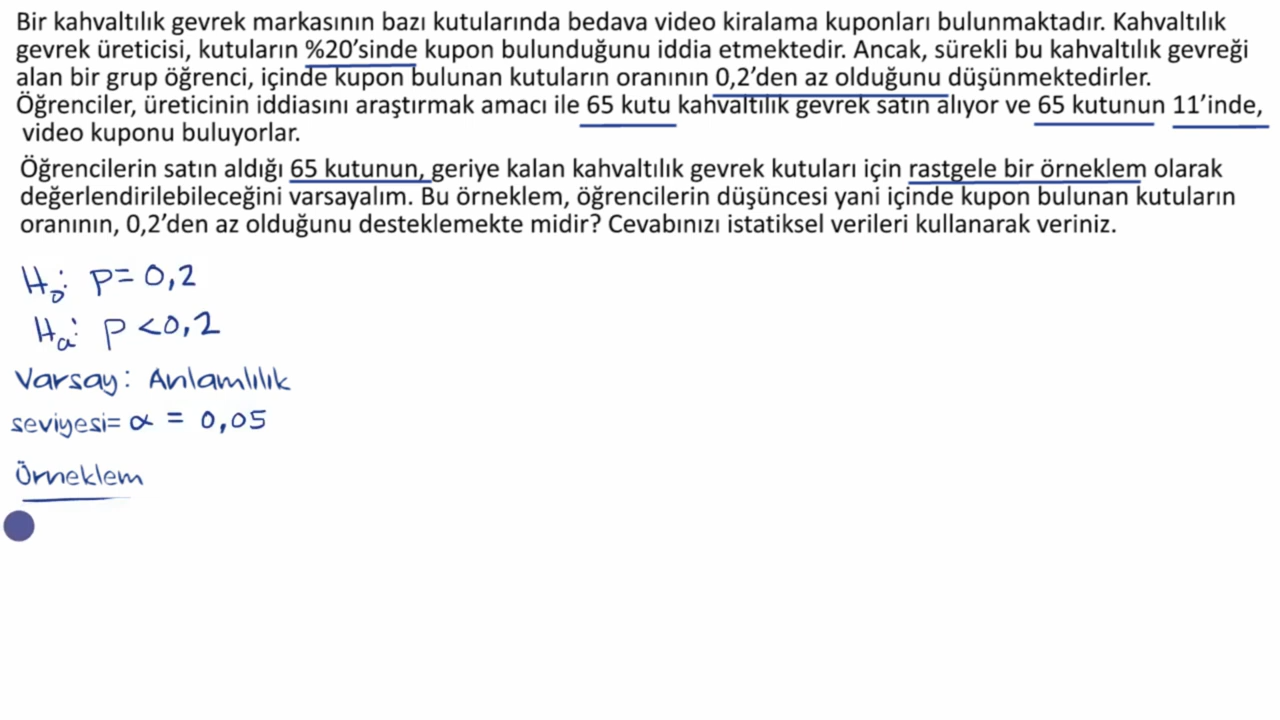 Bir kahvaltılık gevrek markasının bazı kutularında bedava video kiralama kuponları bulunmaktadır. Kahvaltılık
gevrek üreticisi, kutuların %20’sinde kupon bulunduğunu iddia etmektedir. Ancak, sürekli bu kahvaltılık gevreği
alan bir grup öğrenci, içinde kupon bulunan kutuların oranının 0,2’den az olduğunu düşünmektedirler.
Öğrenciler, üreticinin iddiasını araştırmak amacı ile 65 kutu kahvaltılık gevrek satın alıyor ve 65 kutunun 11’inde,
video kuponu buluyorlar.
Öğrencilerin satın aldığı 65 kutunun, geriye kalan kahvaltılık gevrek kutuları için rastgele bir örneklem olarak
değerlendirilebileceğini varsayalım. Bu örneklem, öğrencilerin düşüncesi yani içinde kupon bulunan kutuların
oranının, 0,2’den az olduğunu desteklemekte midir? Cevabınızı istatiksel verileri kullanarak veriniz.
H₀: p=0,2
Hₐ: p<0,2
Varsay: Anlamlılık
seviyesi= α = 0,05
Örneklem